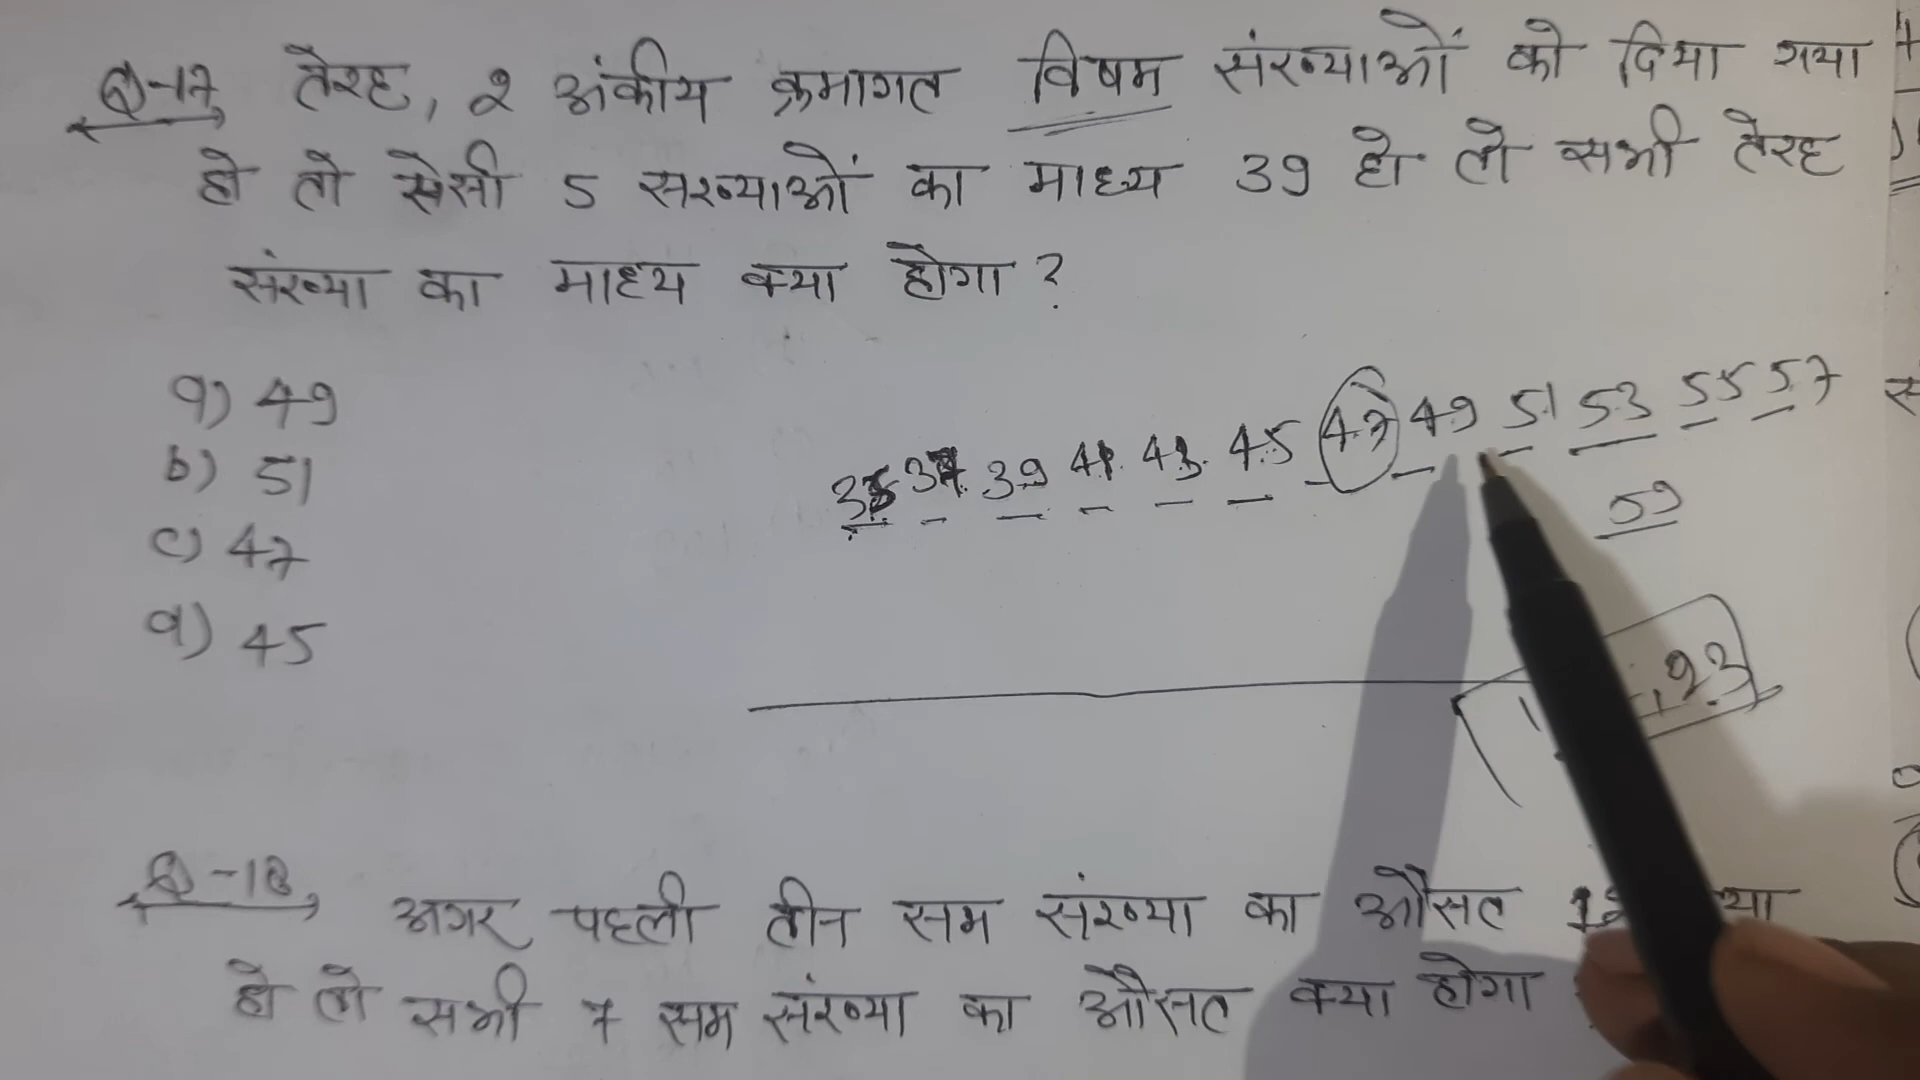 Q-17 तेरह, 2 अंकीय क्रमागत विषम संख्याओं को दिया गया
हो तो सेसी 5 सख्याओं का माध्य 39 हो तो सभी तेरह
संख्या का माध्य क्या होगा ?
a) 49
b) 51
c) 47
d) 45
35 37 39 41 43 45 47 49 51 53 55 57
59
Q-18 अगर पहली तीन सम संख्या का औसत
हो तो सभी 7 सम संख्या का औसत क्या होगा